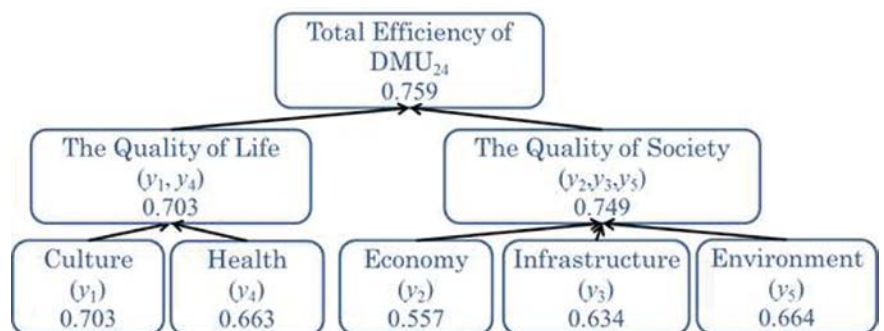 Total Efficiency of
DMU₂₄
0.759
The Quality of Life
(y₁, y₄)
0.703
The Quality of Society
(y₂,y₃,y₅)
0.749
Culture
(y₁)
0.703
Health
(y₄)
0.663
Economy
(y₂)
0.557
Infrastructure
(y₃)
0.634
Environment
(y₅)
0.664